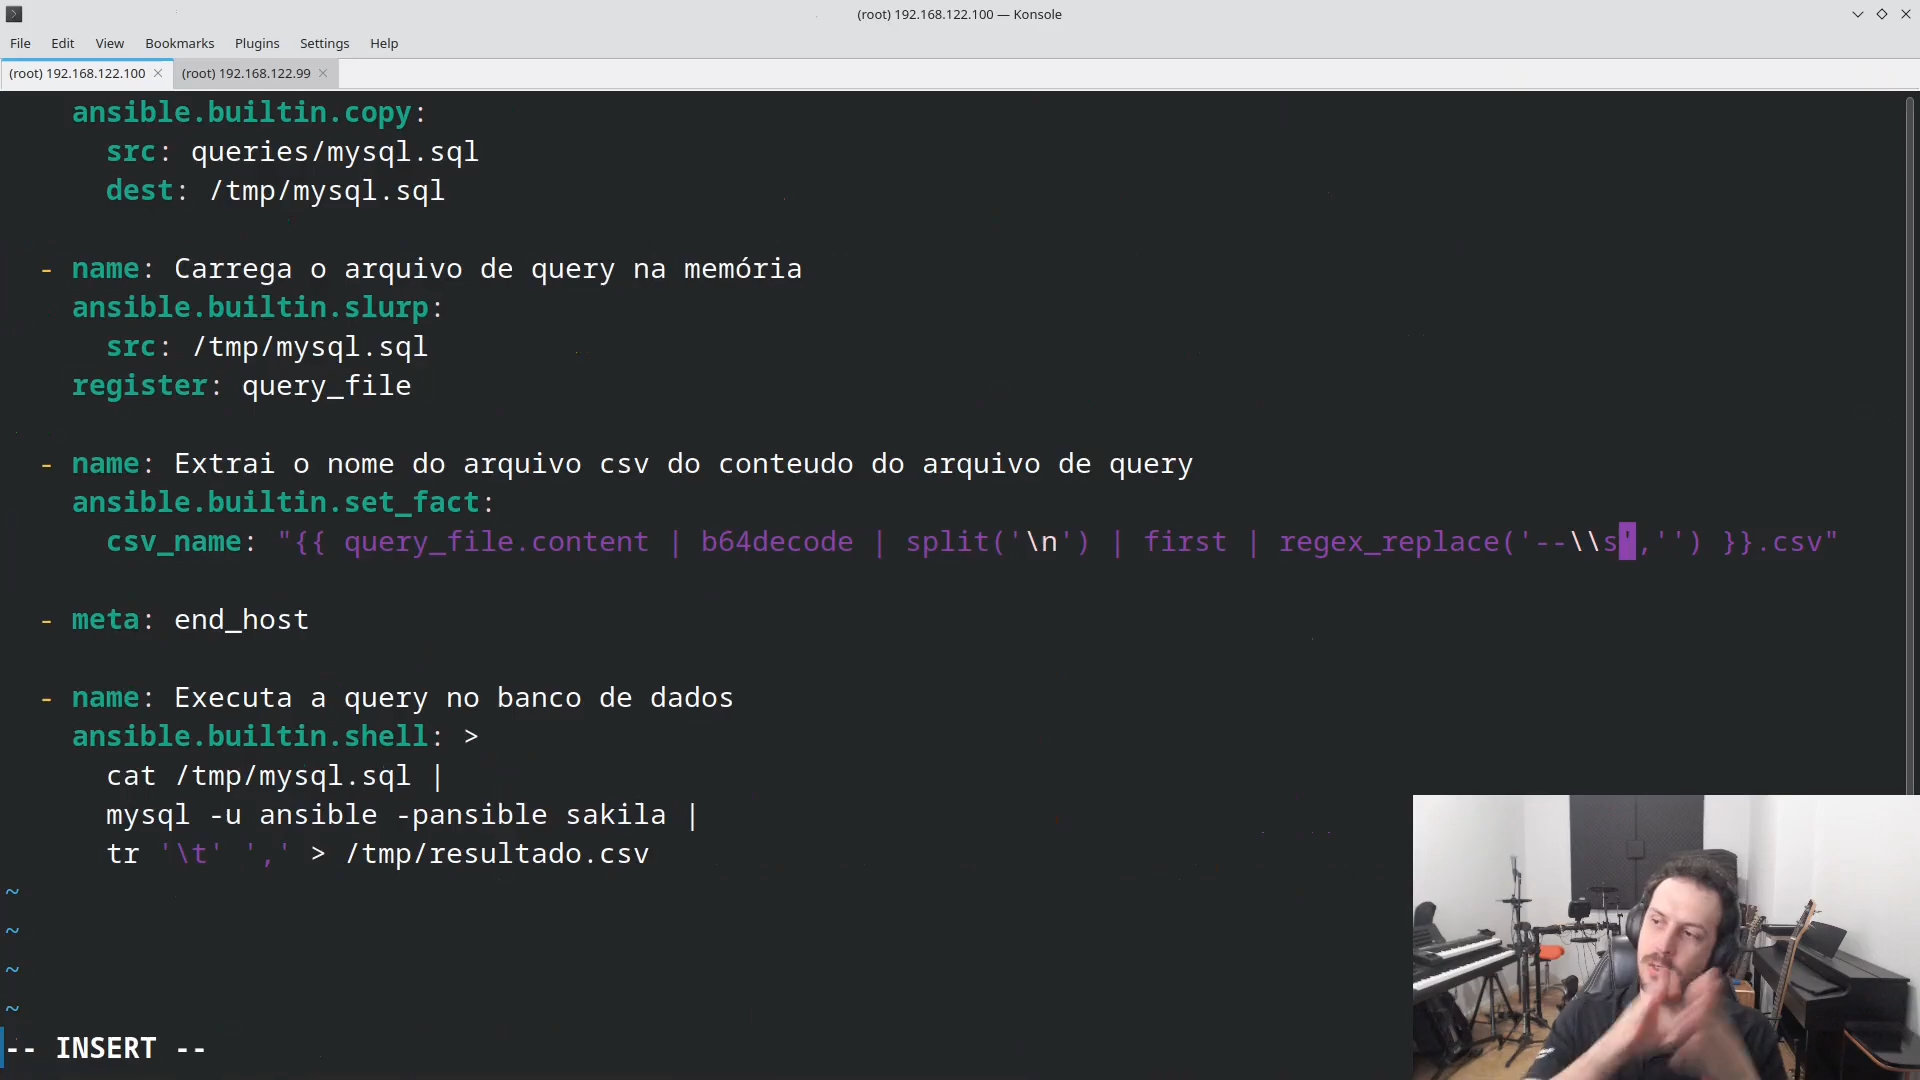 (root) 192.168.122.100 — Konsole
File Edit View Bookmarks Plugins Settings Help
(root) 192.168.122.100 (root) 192.168.122.99
ansible.builtin.copy:
src: queries/mysql.sql
dest: /tmp/mysql.sql
- name: Carrega o arquivo de query na memória
ansible.builtin.slurp:
src: /tmp/mysql.sql
register: query_file
- name: Extrai o nome do arquivo csv do conteudo do arquivo de query
ansible.builtin.set_fact:
csv_name: "{{ query_file.content | b64decode | split('\n') | first | regex_replace('--\\s','') }}.csv"
- meta: end_host
- name: Executa a query no banco de dados
ansible.builtin.shell: >
cat /tmp/mysql.sql |
mysql -u ansible -pansible sakila |
tr '\t' ',' > /tmp/resultado.csv
~
~
~
~
-- INSERT --